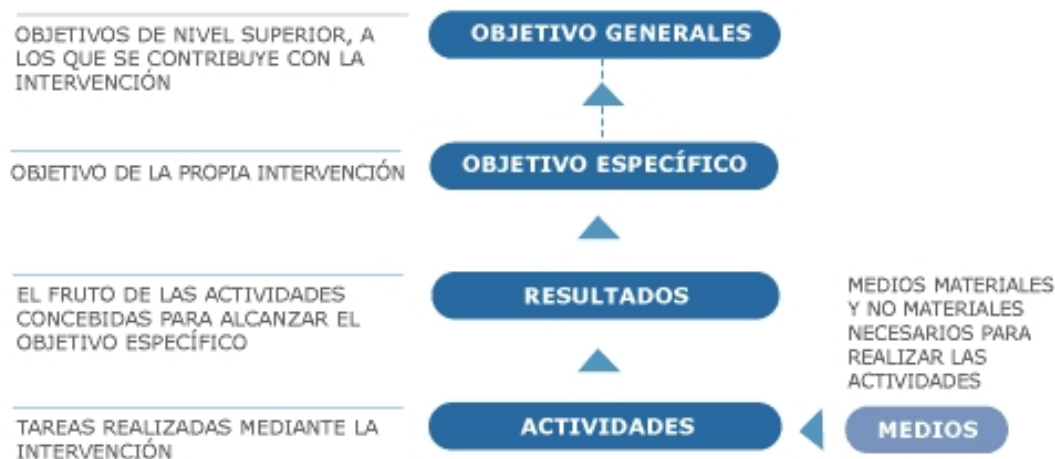 OBJETIVOS DE NIVEL SUPERIOR, A
LOS QUE SE CONTRIBUYE CON LA
INTERVENCIÓN
OBJETIVO GENERALES
OBJETIVO DE LA PROPIA INTERVENCIÓN
OBJETIVO ESPECÍFICO
EL FRUTO DE LAS ACTIVIDADES
CONCEBIDAS PARA ALCANZAR EL
OBJETIVO ESPECÍFICO
RESULTADOS
MEDIOS MATERIALES
Y NO MATERIALES
NECESARIOS PARA
REALIZAR LAS
ACTIVIDADES
TAREAS REALIZADAS MEDIANTE LA
INTERVENCIÓN
ACTIVIDADES
MEDIOS